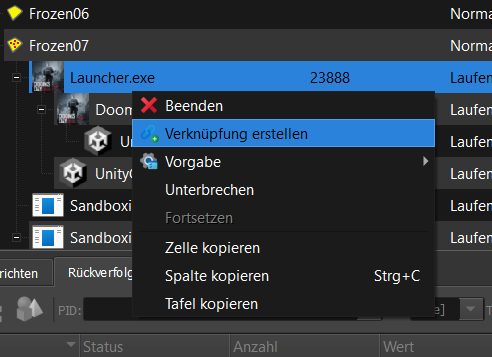 Frozen06 Norma
Frozen07 Norma
Launcher.exe 23888 Laufen
Doom Laufen
Beenden
Un Laufen
Verknüpfung erstellen
UnityC Laufen
Vorgabe
Sandboxi Laufen
Unterbrechen
Sandboxi Laufen
Fortsetzen
Zelle kopieren
richten Rückverfolg
Spalte kopieren Strg+C
PID: e]
Tafel kopieren
Status Anzahl Wert